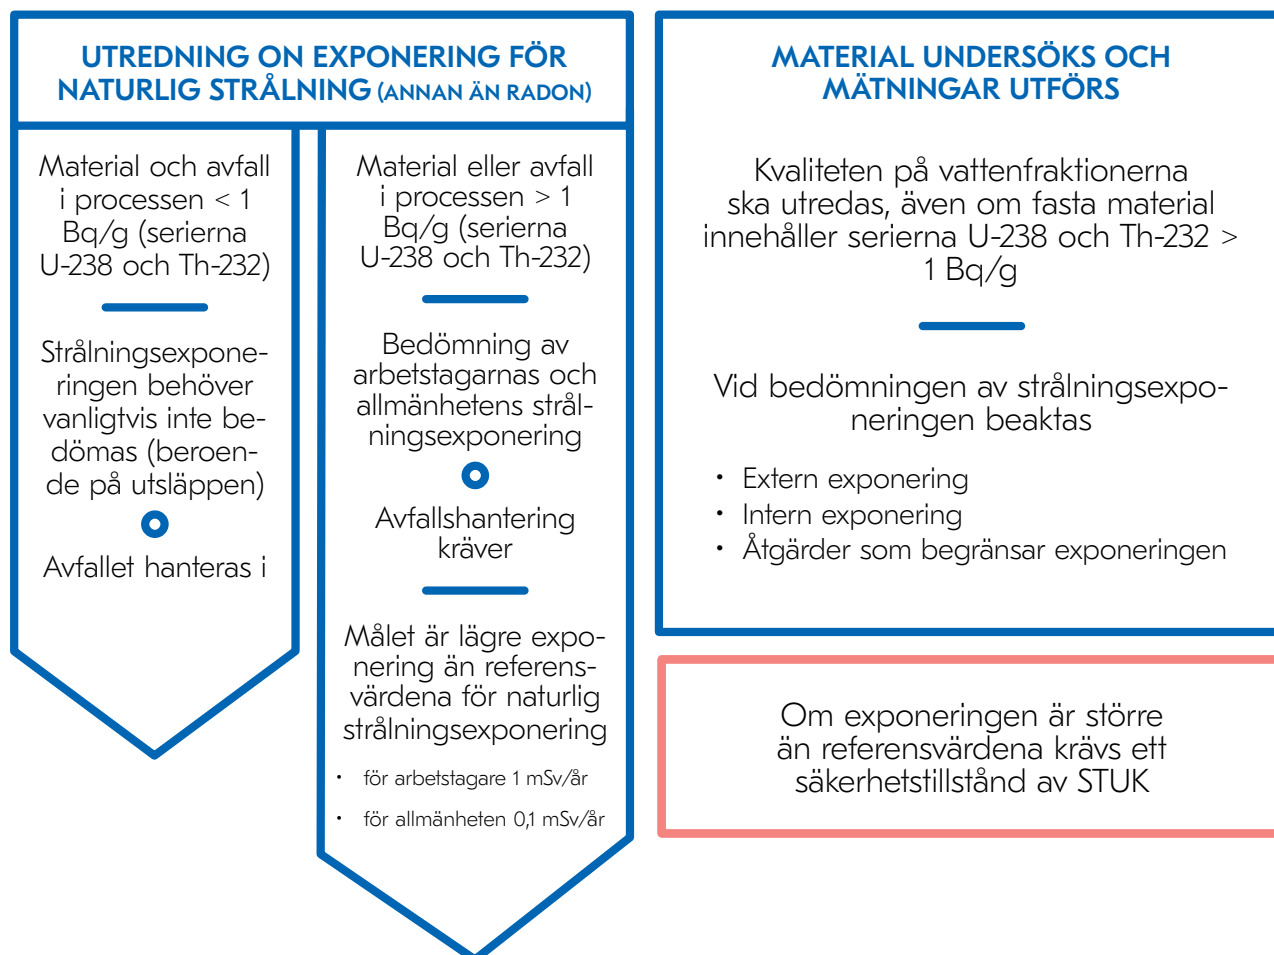 UTREDNING ON EXPONERING FÖR
NATURLIG STRÅLNING (ANNAN ÄN RADON)
Material och avfall
i processen < 1
Bq/g (serierna
U-238 och Th-232)
Strålningsexpone-
ringen behöver
vanligtvis inte be-
dömas (beroen-
de på utsläppen)
Avfallet hanteras i
Material eller avfall
i processen > 1
Bq/g (serierna
U-238 och Th-232)
Bedömning av
arbetstagarnas och
allmänhetens strål-
ningsexponering
Avfallshantering
kräver
Målet är lägre expo-
nering än referens-
värdena för naturlig
strålningsexponering
• för arbetstagare 1 mSv/år
• för allmänheten 0,1 mSv/år
MATERIAL UNDERSÖKS OCH
MÄTNINGAR UTFÖRS
Kvaliteten på vattenfraktionerna
ska utredas, även om fasta material
innehåller serierna U-238 och Th-232 >
1 Bq/g
Vid bedömningen av strålningsexpo-
neringen beaktas
• Extern exponering
• Intern exponering
• Åtgärder som begränsar exponeringen
Om exponeringen är större
än referensvärdena krävs ett
säkerhetstillstånd av STUK